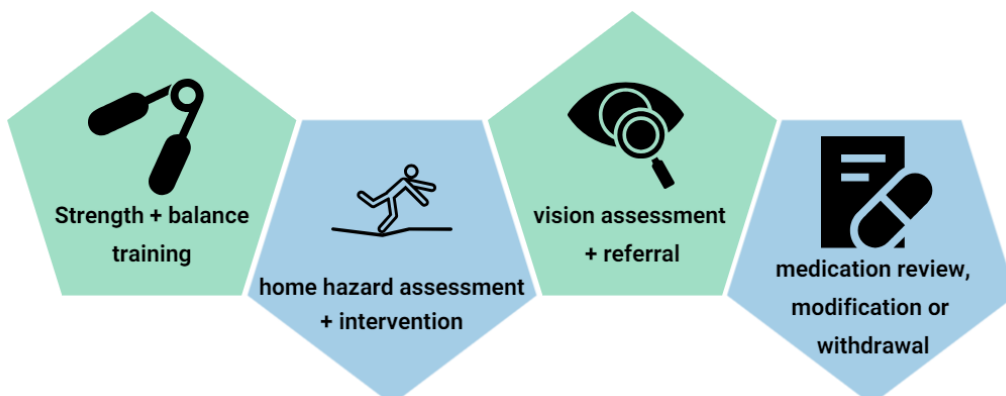 Strength + balance
training
home hazard assessment
+ intervention
vision assessment
+ referral
medication review,
modification or
withdrawal